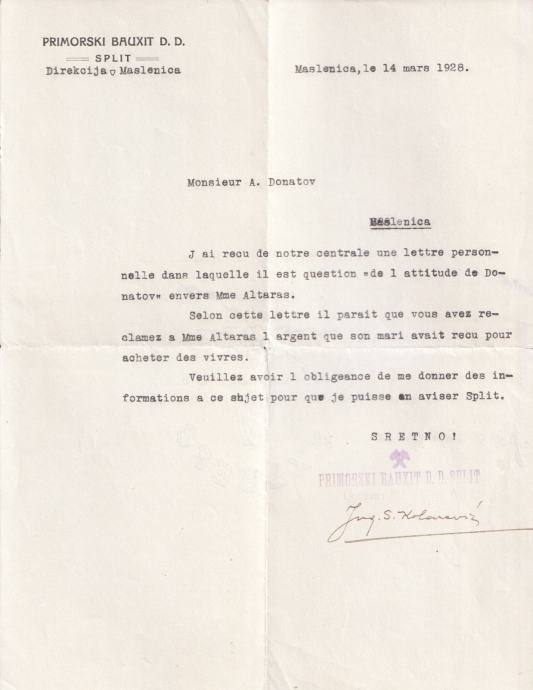 PRIMORSKI BAUXIT D. D.
SPLIT
Direkcija Maslenica
Maslenica,le 14 mars 1928.
Monsieur A. Donatov
Maslenica
J ai recu de notre centrale une lettre person-
nelle dans laquelle il est question "de l attitude de Do-
natov" envers Mme Altaras.
Selon cette lettre il parait que vous avez re-
clamez a Mme Altaras l argent que son mari avait recu pour
acheter des vivres.
Veuillez avoir l obligeance de me donner des in-
formations a ce shjet pour que je puisse en aviser Split.
S R E T N O !
PRIMORSKI BAUXIT D. D. SPLIT
Ing. S.